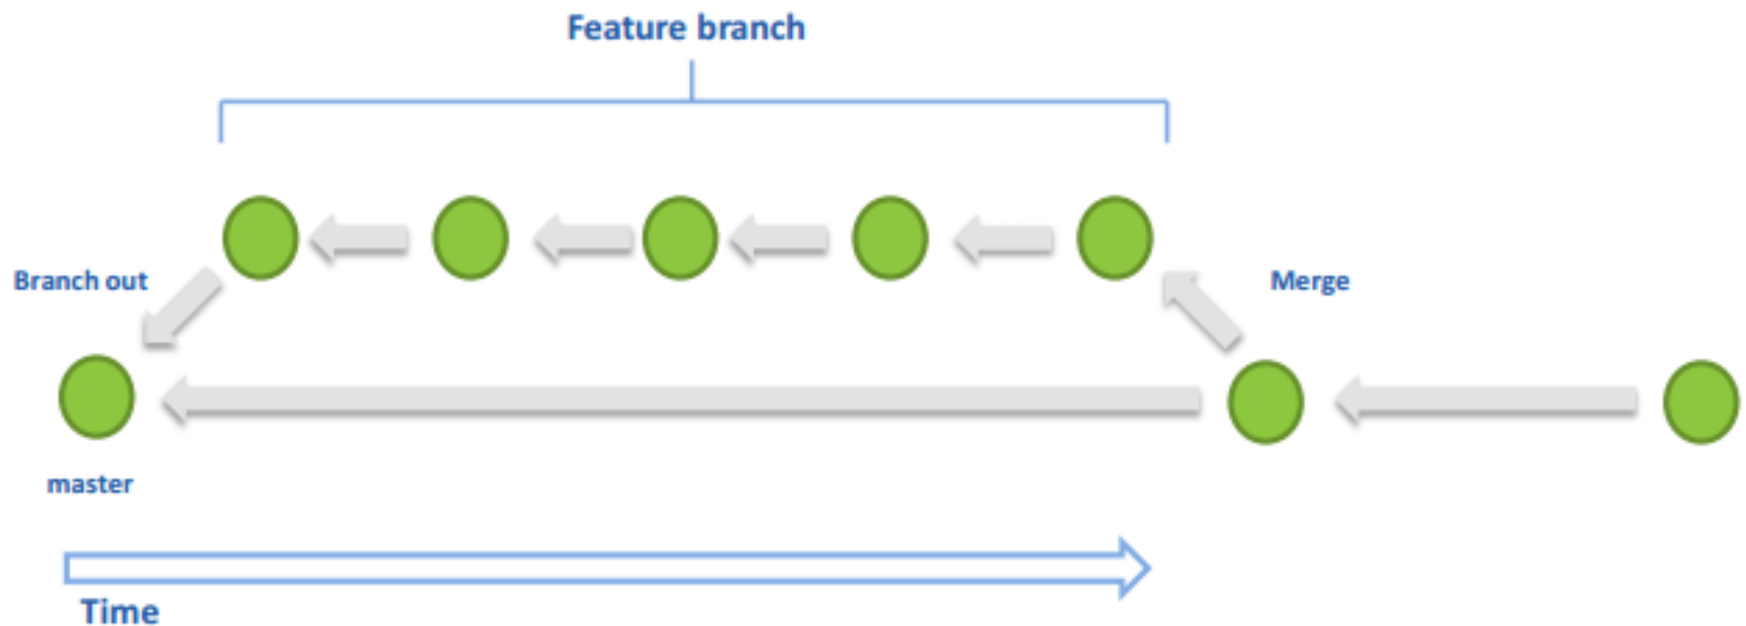 Feature branch
Branch out
Merge
master
Time